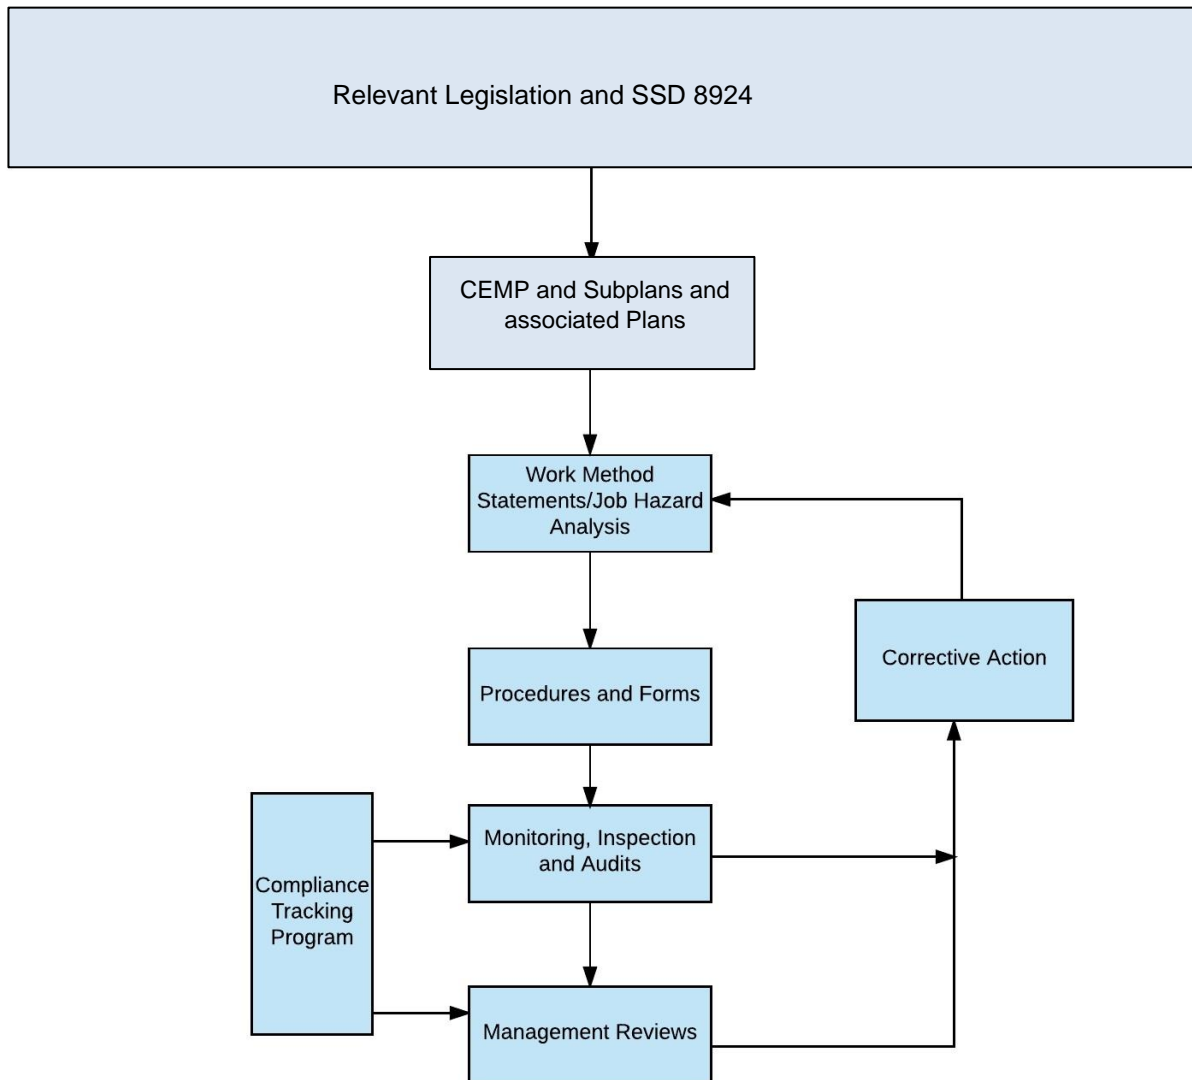 Relevant Legislation and SSD 8924
CEMP and Subplans and
associated Plans
Work Method
Statements/Job Hazard
Analysis
Corrective Action
Procedures and Forms
Monitoring, Inspection
and Audits
Compliance
Tracking
Program
Management Reviews